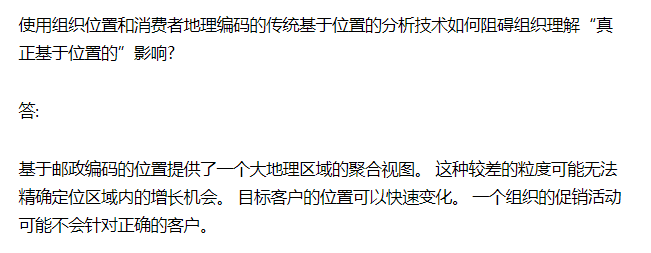 使用组织位置和消费者地理编码的传统基于位置的分析技术如何阻碍组织理解“真
正基于位置的”影响?
答:
基于邮政编码的位置提供了一个大地理区域的聚合视图。 这种较差的粒度可能无法
精确定位区域内的增长机会。 目标客户的位置可以快速变化。 一个组织的促销活动
可能不会针对正确的客户。